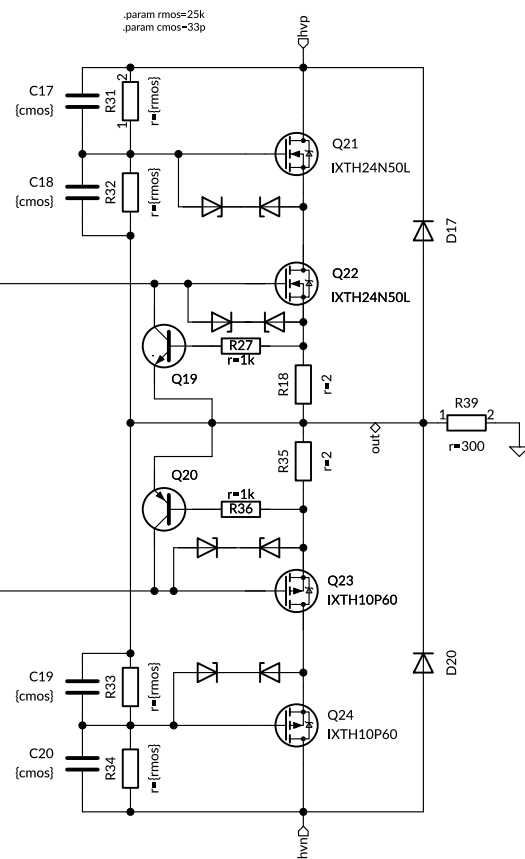 .param rmos=25k
.param cmos=33p
hvp
C17
{cmos}
R31
1
2
r={rmos}
Q21
IXTH24N50L
C18
{cmos}
R32
r={rmos}
D17
Q22
IXTH24N50L
R27
r=1k
Q19
R18
r=2
R39
1
2
r=300
out
Q20
R35
r=2
r=1k
R36
Q23
IXTH10P60
C19
{cmos}
R33
r={rmos}
D20
Q24
IXTH10P60
C20
{cmos}
R34
r={rmos}
hvn